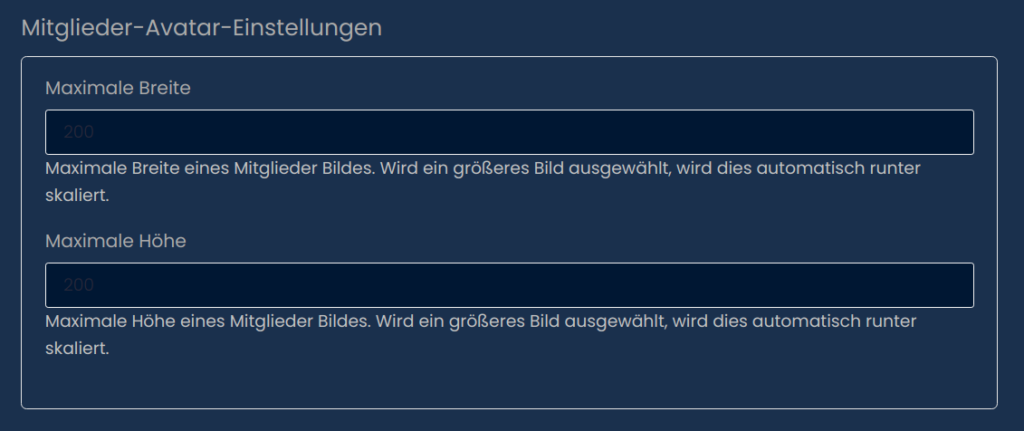 Mitglieder-Avatar-Einstellungen
Maximale Breite
200
Maximale Breite eines Mitglieder Bildes. Wird ein größeres Bild ausgewählt, wird dies automatisch runter
skaliert.
Maximale Höhe
200
Maximale Höhe eines Mitglieder Bildes. Wird ein größeres Bild ausgewählt, wird dies automatisch runter
skaliert.